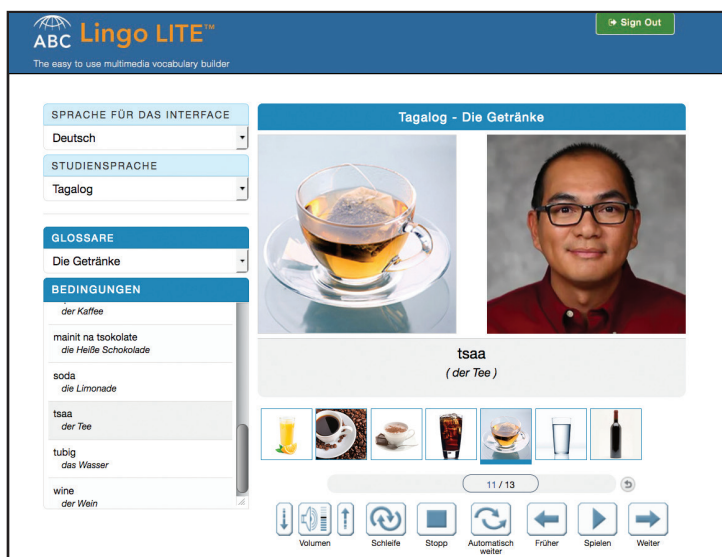 ABC Lingo LITE™
Sign Out
The easy to use multimedia vocabulary builder
SPRACHE FÜR DAS INTERFACE
Deutsch
STUDIENSPRACHE
Tagalog
GLOSSARE
Die Getränke
BEDINGUNGEN
der Kaffee
mainit na tsokolate
die Heiße Schokolade
soda
die Limonade
tsaa
der Tee
tubig
das Wasser
wine
der Wein
Tagalog - Die Getränke
tsaa
( der Tee )
11 / 13
Volumen
Schleife
Stopp
Automatisch
weiter
Früher
Spielen
Weiter